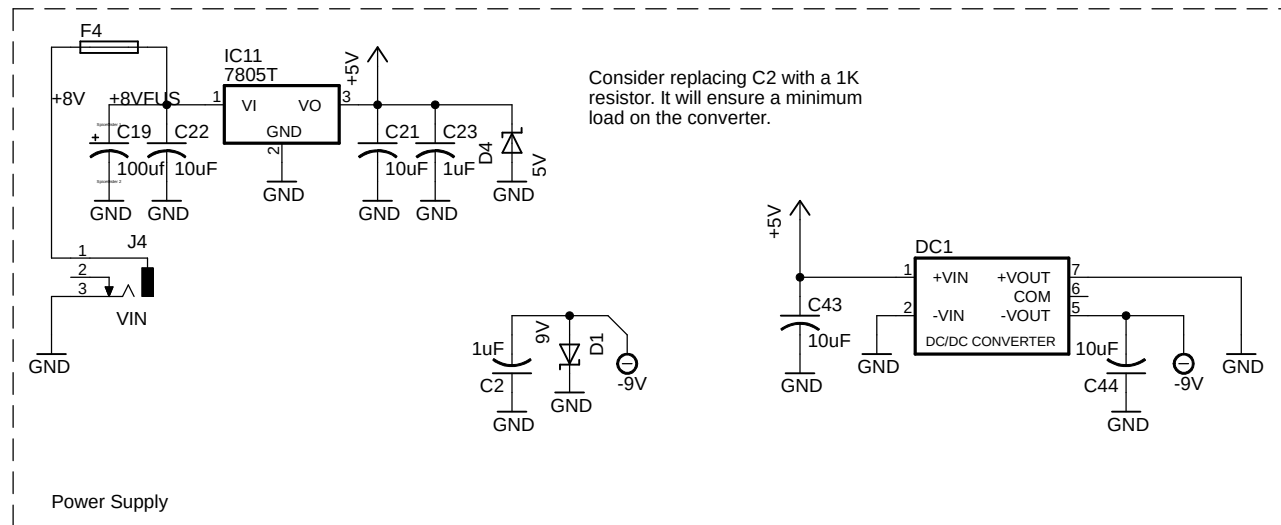 F4
+8V
+8VFUS
IC11
7805T
1
VI
VO
3
GND
2
GND
+5V
+
C19
100uf
GND
C22
10uF
GND
C21
10uF
GND
C23
1uF
GND
D4
5V
GND
Consider replacing C2 with a 1K
resistor. It will ensure a minimum
load on the converter.
J4
1
2
3
VIN
GND
1uF
C2
GND
9V
D1
GND
-9V
+5V
C43
10uF
GND
DC1
1
+VIN
+VOUT
7
COM
6
2
-VIN
-VOUT
5
DC/DC CONVERTER
GND
10uF
C44
GND
-9V
GND
Power Supply